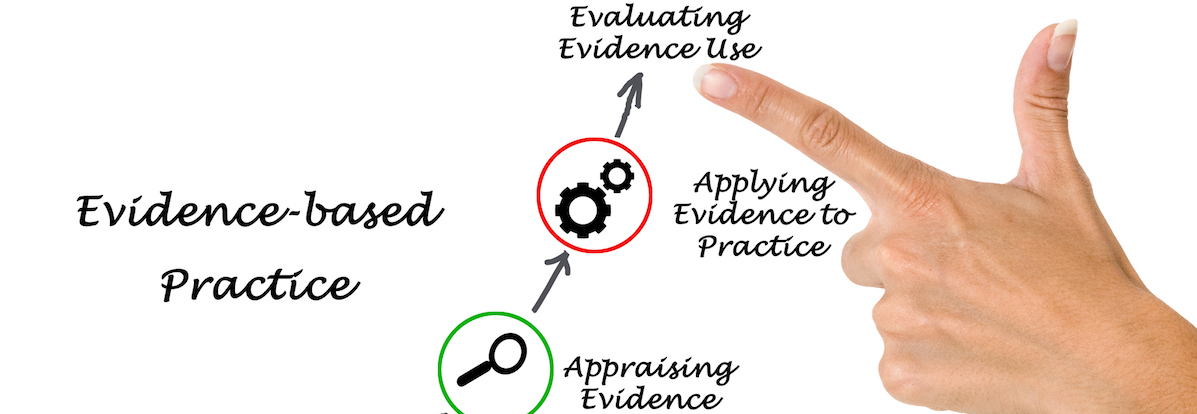 Evaluating
Evidence Use
Evidence-based
Practice
Applying
Evidence to
Practice
Appraising
Evidence